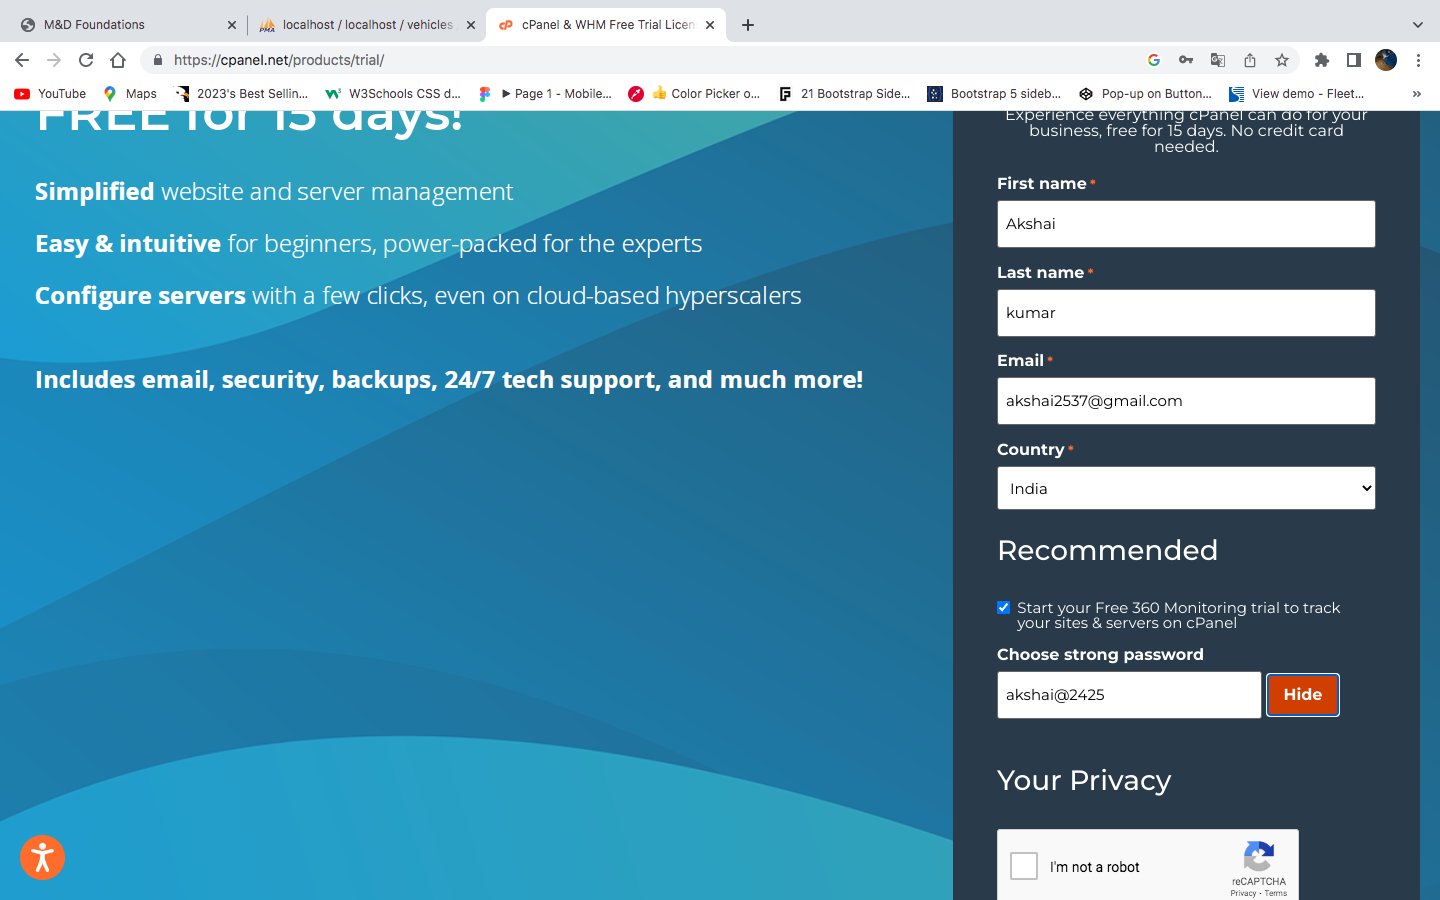 M&D Foundations
localhost / localhost / vehicles
cPanel & WHM Free Trial Licen
https://cpanel.net/products/trial/
YouTube
Maps
2023's Best Sellin...
W3Schools CSS d...
Page 1 - Mobile...
Color Picker o...
21 Bootstrap Side...
Bootstrap 5 sideb...
Pop-up on Button...
View demo - Fleet...
FREE for 15 days!
Simplified website and server management
Easy & intuitive for beginners, power-packed for the experts
Configure servers with a few clicks, even on cloud-based hyperscalers
Includes email, security, backups, 24/7 tech support, and much more!
Experience everything cPanel can do for your
business, free for 15 days. No credit card
needed.
First name *
Akshai
Last name *
kumar
Email *
akshai2537@gmail.com
Country *
India
Recommended
Start your Free 360 Monitoring trial to track
your sites & servers on cPanel
Choose strong password
akshai@2425
Hide
Your Privacy
I'm not a robot
reCAPTCHA
Privacy - Terms